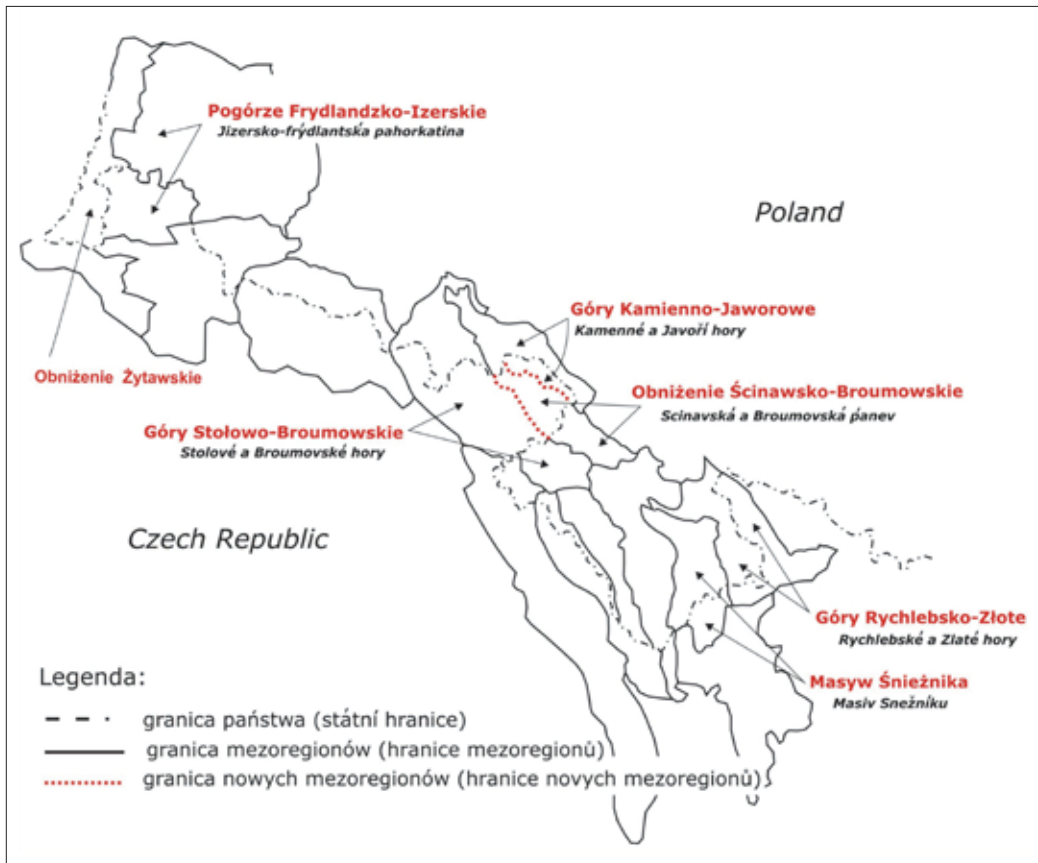 Pogórze Frydlandzko-Izerskie
Jizersko-frýdlantská pahorkatina
Poland
Góry Kamienno-Jaworowe
Kamenné a Javoří hory
Obniżenie Żytawskie
Obniżenie Ścinawsko-Broumowskie
Scinavská a Broumovská panev
Góry Stołowo-Broumowskie
Stolové a Broumovské hory
Czech Republic
Góry Rychlebsko-Złote
Rychlebské a Zlaté hory
Masyw Śnieżnika
Masiv Snežníku
Legenda:
granica państwa (státní hranice)
granica mezoregionów (hranice mezoregionů)
granica nowych mezoregionów (hranice novych mezoregionů)